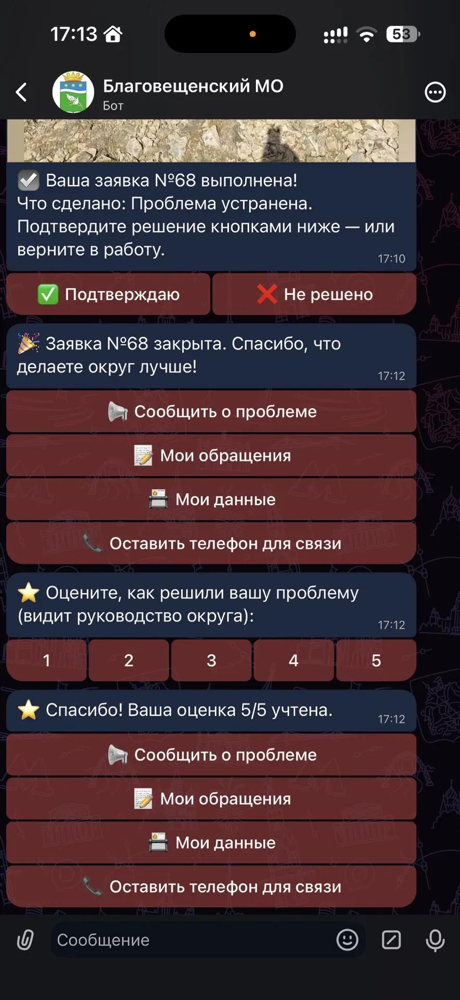 17:13
53
Благовещенский МО
Бот
Ваша заявка №68 выполнена!
Что сделано: Проблема устранена.
Подтвердите решение кнопками ниже — или
верните в работу.
17:10
Подтверждаю
Не решено
Заявка №68 закрыта. Спасибо, что
делаете округ лучше!
17:12
Сообщить о проблеме
Мои обращения
Мои данные
Оставить телефон для связи
Оцените, как решили вашу проблему
(видит руководство округа):
17:12
1 2 3 4 5
Спасибо! Ваша оценка 5/5 учтена.
17:12
Сообщить о проблеме
Мои обращения
Мои данные
Оставить телефон для связи
Сообщение